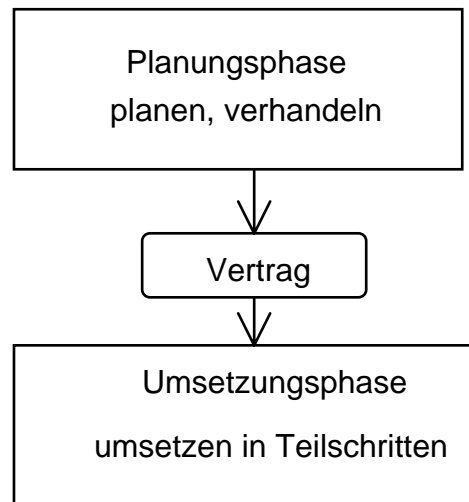 Planungsphase
planen, verhandeln
Vertrag
Umsetzungsphase
umsetzen in Teilschritten